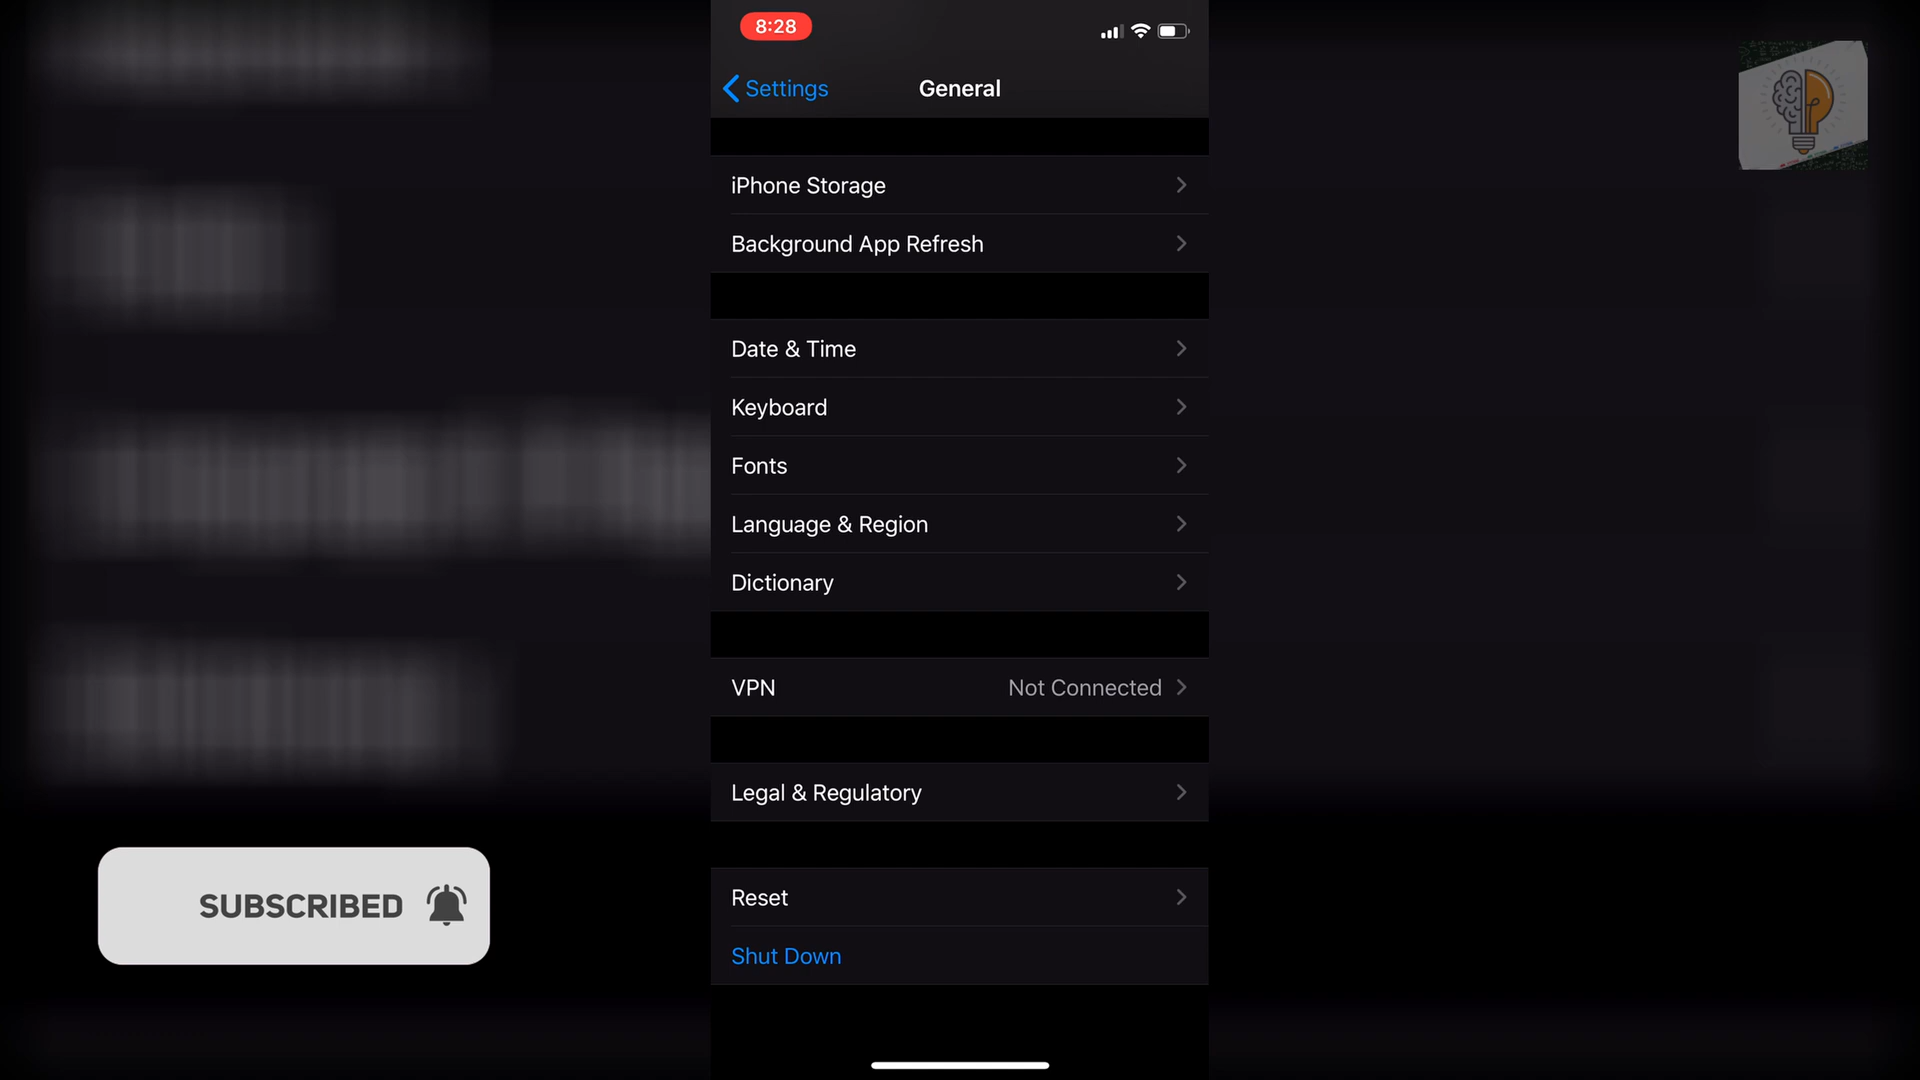 8:28
Settings
General
iPhone Storage
Background App Refresh
Date & Time
Keyboard
Fonts
Language & Region
Dictionary
VPN Not Connected
Legal & Regulatory
Reset
Shut Down
SUBSCRIBED